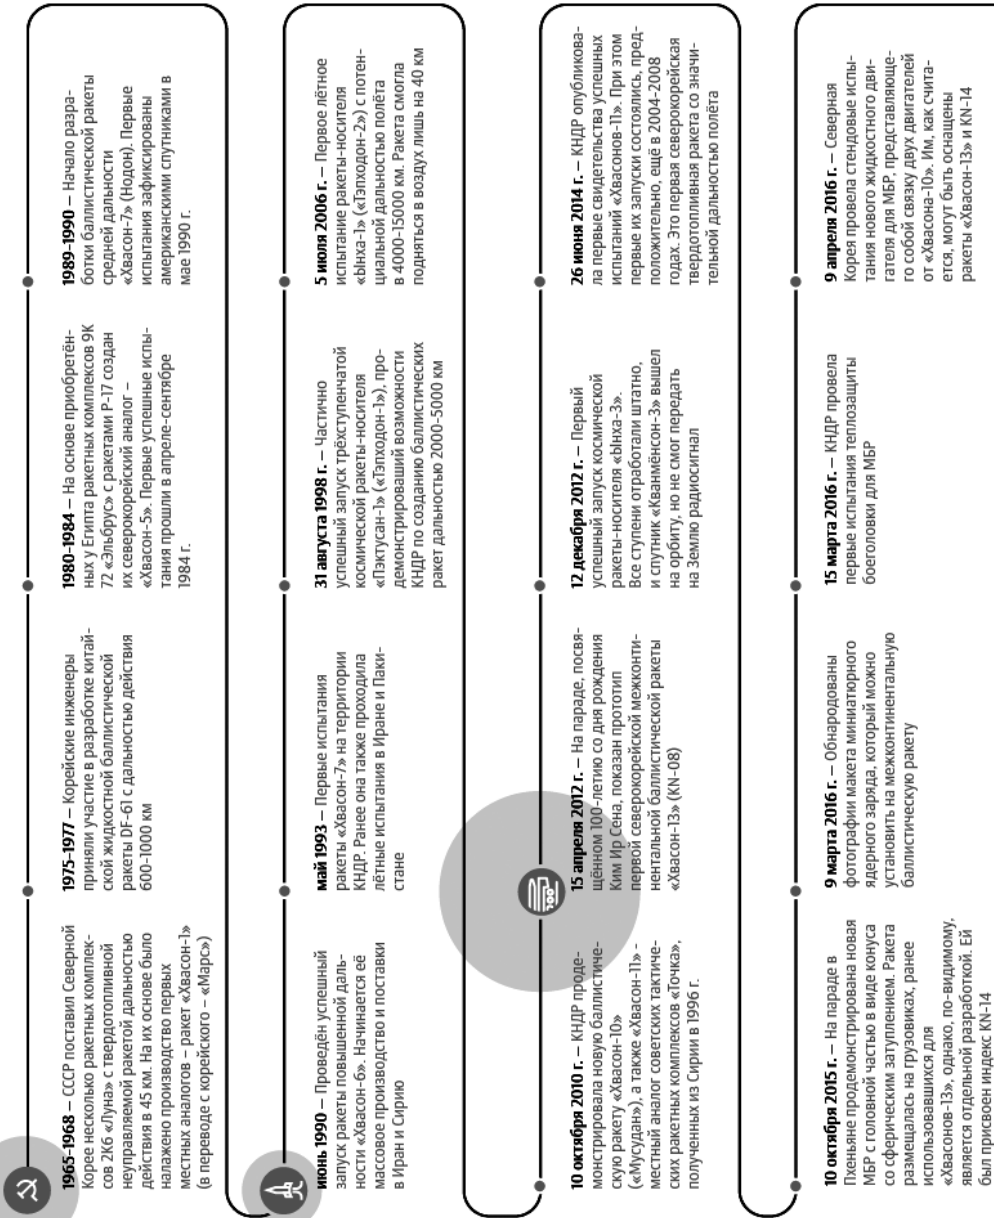 1965-1968 – СССР поставил Северной
Корее несколько ракетных комплек-
сов 2К6 «Луна» с твердотопливной
неуправляемой ракетой дальностью
действия в 45 км. На их основе было
налажено производство первых
местных аналогов – ракет «Хвасон-1»
(в переводе с корейского – «Марс»)
1975-1977 – Корейские инженеры
приняли участие в разработке китай-
ской жидкостной баллистической
ракеты DF-61 с дальностью действия
600-1000 км
1980-1984 – На основе приобретён-
ных у Египта ракетных комплексов 9К
72 «Эльбрус» с ракетами Р-17 создан
их северокорейский аналог –
«Хвасон-5». Первые успешные испы-
тания прошли в апреле-сентябре
1984 г.
1989-1990 – Начало разра-
ботки баллистической ракеты
средней дальности
«Хвасон-7» (Нодон). Первые
испытания зафиксированы
американскими спутниками в
мае 1990 г.
июнь 1990 – Проведён успешный
запуск ракеты повышенной даль-
ности «Хвасон-6». Начинается её
массовое производство и поставки
в Иран и Сирию
май 1993 – Первые испытания
ракеты «Хвасон-7» на территории
КНДР. Ранее она также проходила
лётные испытания в Иране и Паки-
стане
31 августа 1998 г. – Частично
успешный запуск трёхступенчатой
космической ракеты-носителя
«Пэктусан-1» («Тэпходон-1»), про-
демонстрировавший возможности
КНДР по созданию баллистических
ракет дальностью 2000-5000 км
5 июля 2006 г. – Первое лётное
испытание ракеты-носителя
«Ынха-1» («Тэпходон-2») с потен-
циальной дальностью полёта
в 4000-15000 км. Ракета смогла
подняться в воздух лишь на 40 км
10 октября 2010 г. – КНДР проде-
монстрировала новую баллистиче-
скую ракету «Хвасон-10»
(«Мусудан»), а также «Хвасон-11» -
местный аналог советских тактиче-
ских ракетных комплексов «Точка»,
полученных из Сирии в 1996 г.
100
15 апреля 2012 г. – На параде, посвя-
щённом 100-летию со дня рождения
Ким Ир Сена, показан прототип
первой северокорейской межконти-
нентальной баллистической ракеты
«Хвасон-13» (KN-08)
12 декабря 2012 г. – Первый
успешный запуск космической
ракеты-носителя «Ынха-3».
Все ступени отработали штатно,
и спутник «Кванмёнсон-3» вышел
на орбиту, но не смог передать
на Землю радиосигнал
26 июня 2014 г. – КНДР опубликова-
ла первые свидетельства успешных
испытаний «Хвасонов-11». При этом
первые их запуски состоялись, пред-
положительно, ещё в 2004-2008
годах. Это первая северокорейская
твердотопливная ракета со значи-
тельной дальностью полёта
10 октября 2015 г. – На параде в
Пхеньяне продемонстрирована новая
МБР с головной частью в виде конуса
со сферическим затуплением. Ракета
размещалась на грузовиках, ранее
использовавшихся для
«Хвасонов-13», однако, по-видимому,
является отдельной разработкой. Ей
был присвоен индекс KN-14
9 марта 2016 г. – Обнародованы
фотографии макета миниатюрного
ядерного заряда, который можно
установить на межконтинентальную
баллистическую ракету
15 марта 2016 г. – КНДР провела
первые испытания теплозащиты
боеголовки для МБР
9 апреля 2016 г. – Северная
Корея провела стендовые испы-
тания нового жидкостного дви-
гателя для МБР, представляюще-
го собой связку двух двигателей
от «Хвасона-10». Им, как счита-
ется, могут быть оснащены
ракеты «Хвасон-13» и KN-14